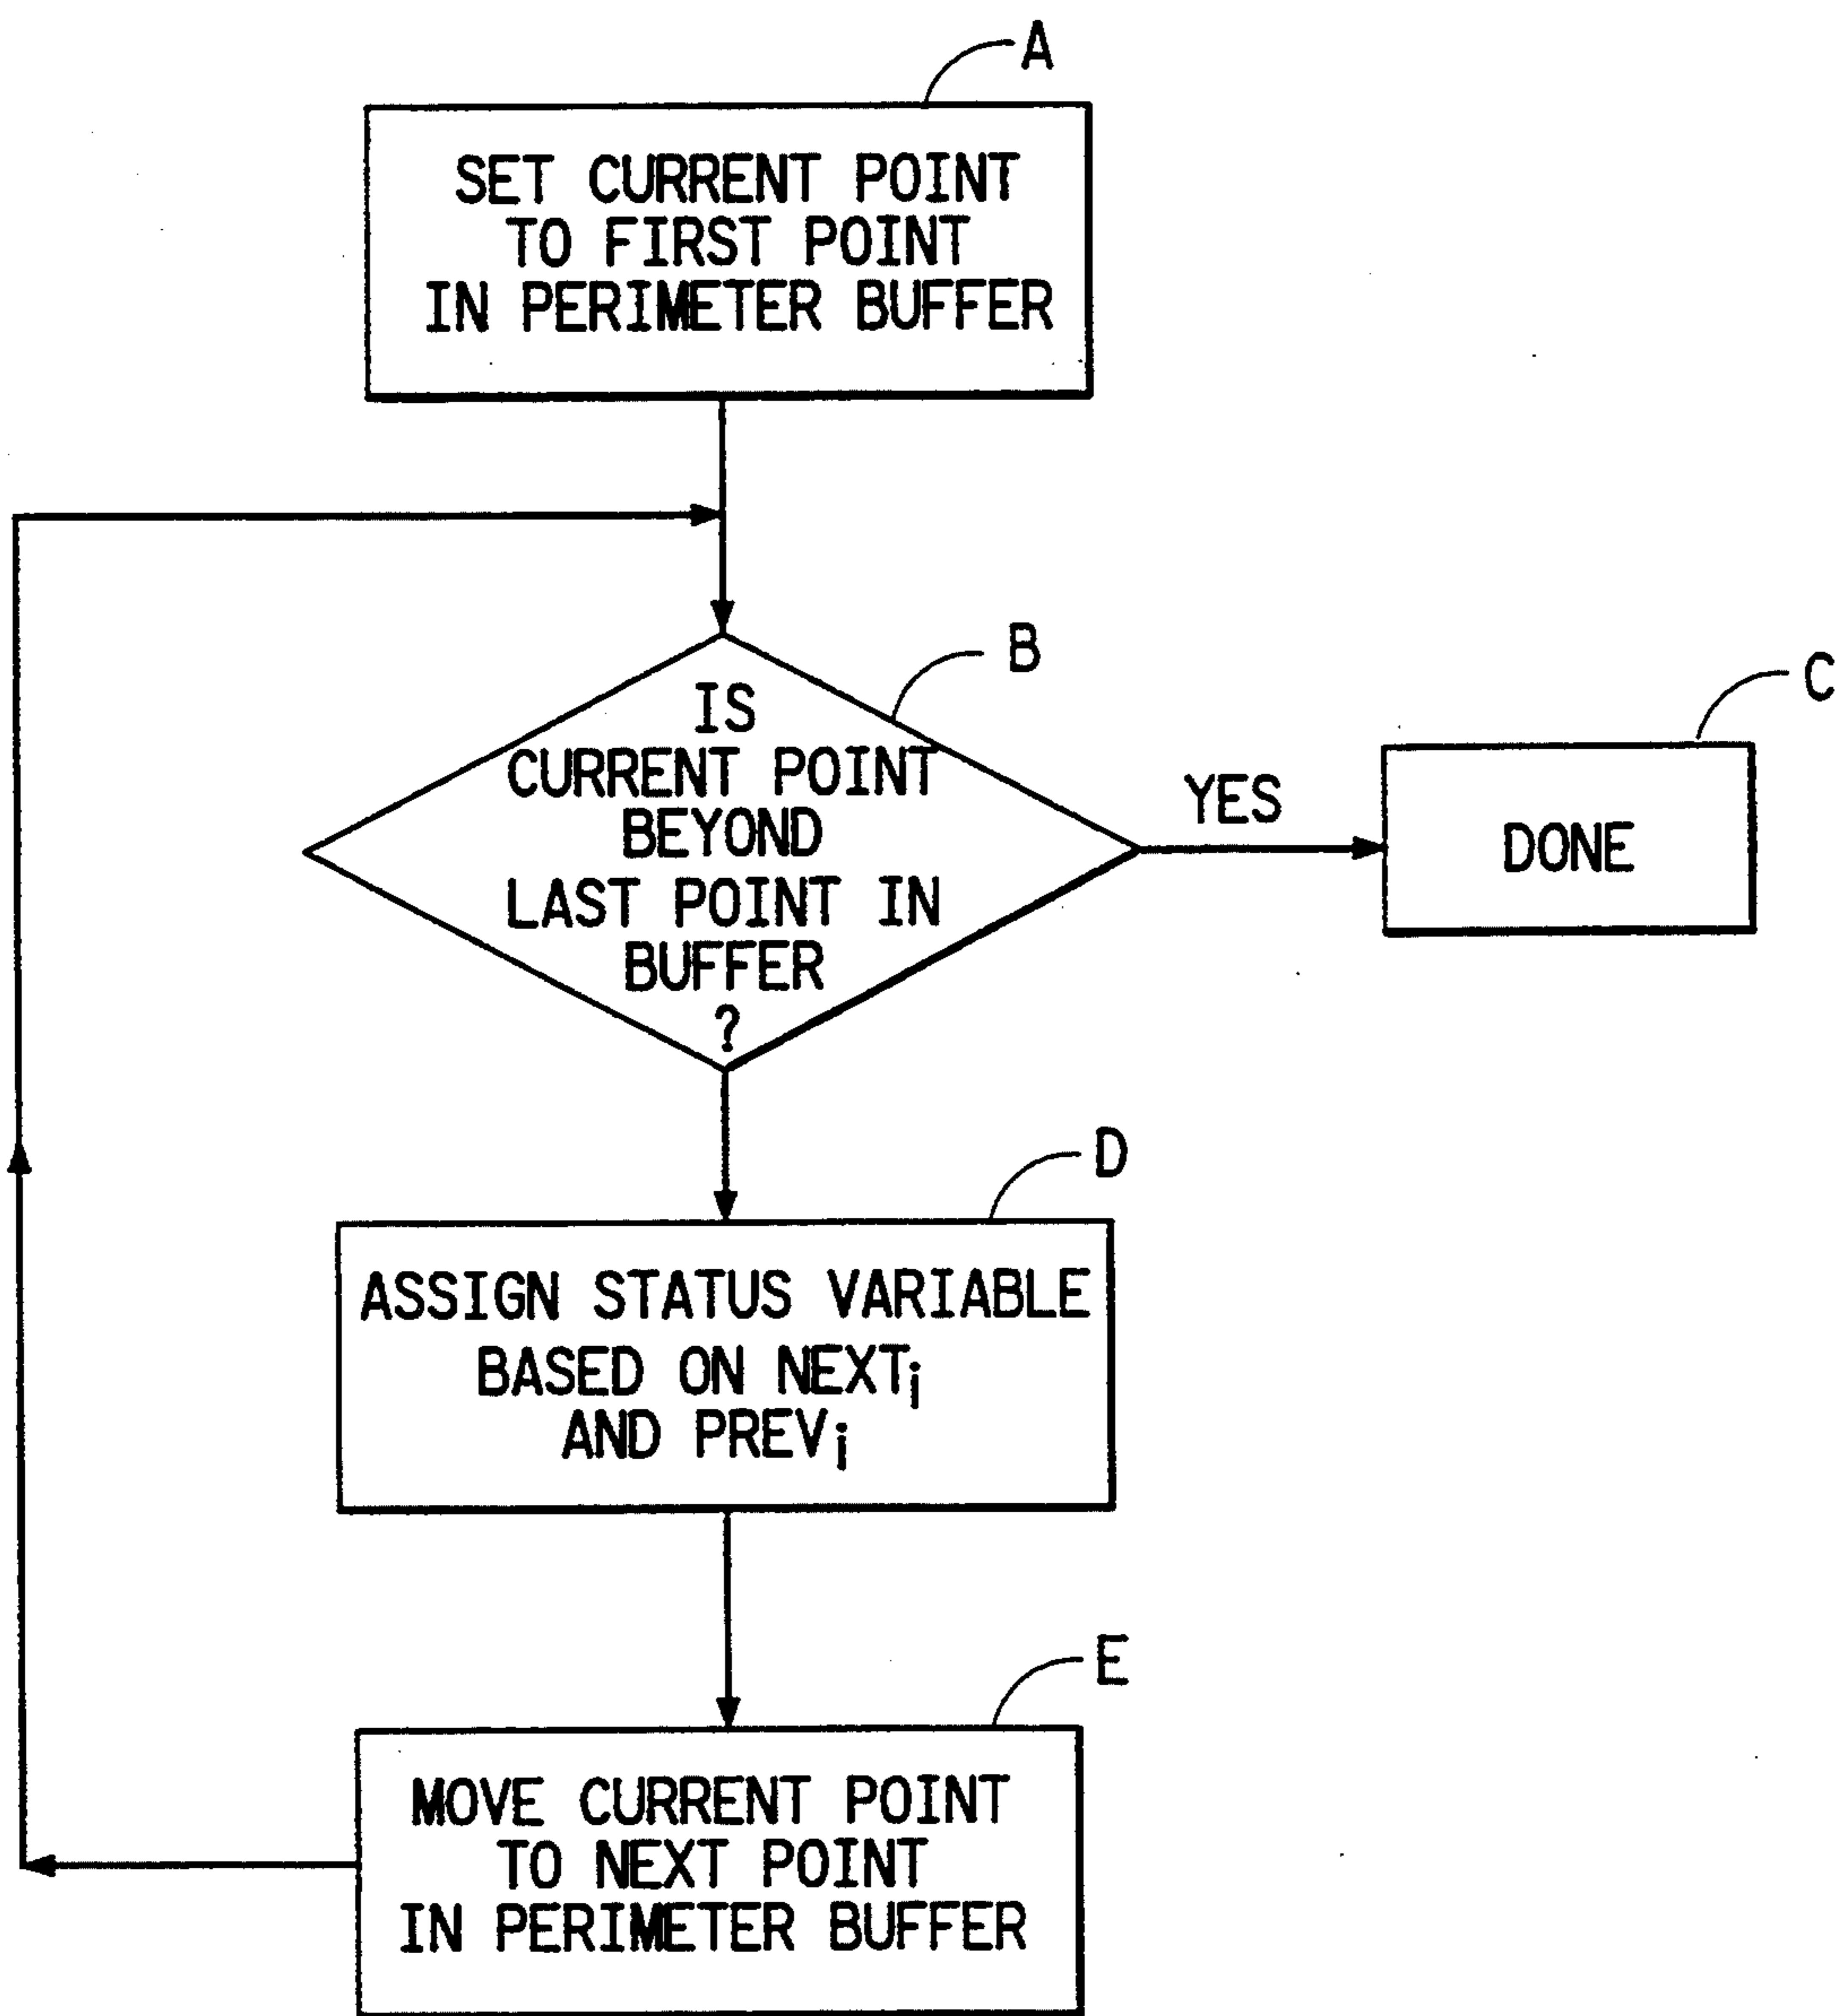 A
SET CURRENT POINT
TO FIRST POINT
IN PERIMETER BUFFER
B
IS
CURRENT POINT
BEYOND
LAST POINT IN
BUFFER
?
YES
C
DONE
D
ASSIGN STATUS VARIABLE
BASED ON NEXTi
AND PREVi
E
MOVE CURRENT POINT
TO NEXT POINT
IN PERIMETER BUFFER